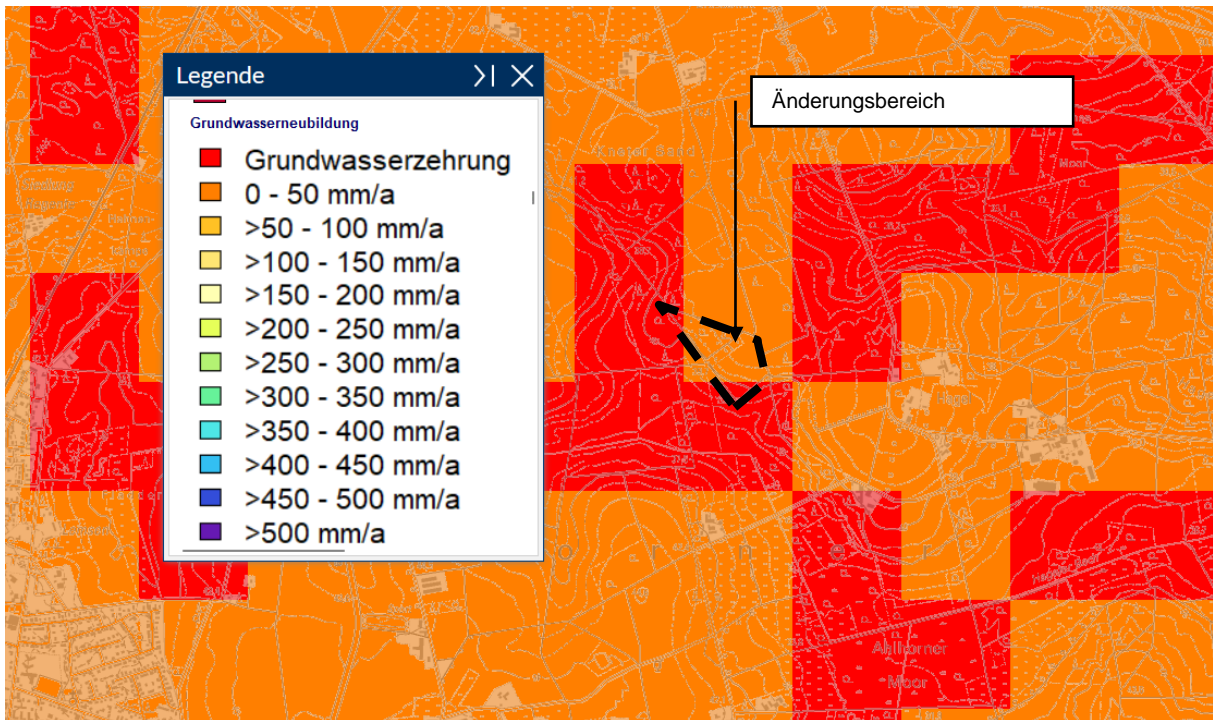 Legende
Grundwasserneubildung
Grundwasserzehrung
0 - 50 mm/a
>50 - 100 mm/a
>100 - 150 mm/a
>150 - 200 mm/a
>200 - 250 mm/a
>250 - 300 mm/a
>300 - 350 mm/a
>350 - 400 mm/a
>400 - 450 mm/a
>450 - 500 mm/a
>500 mm/a
Änderungsbereich
Moor
Hagel
o r n e r
Ahlhorner
Moor